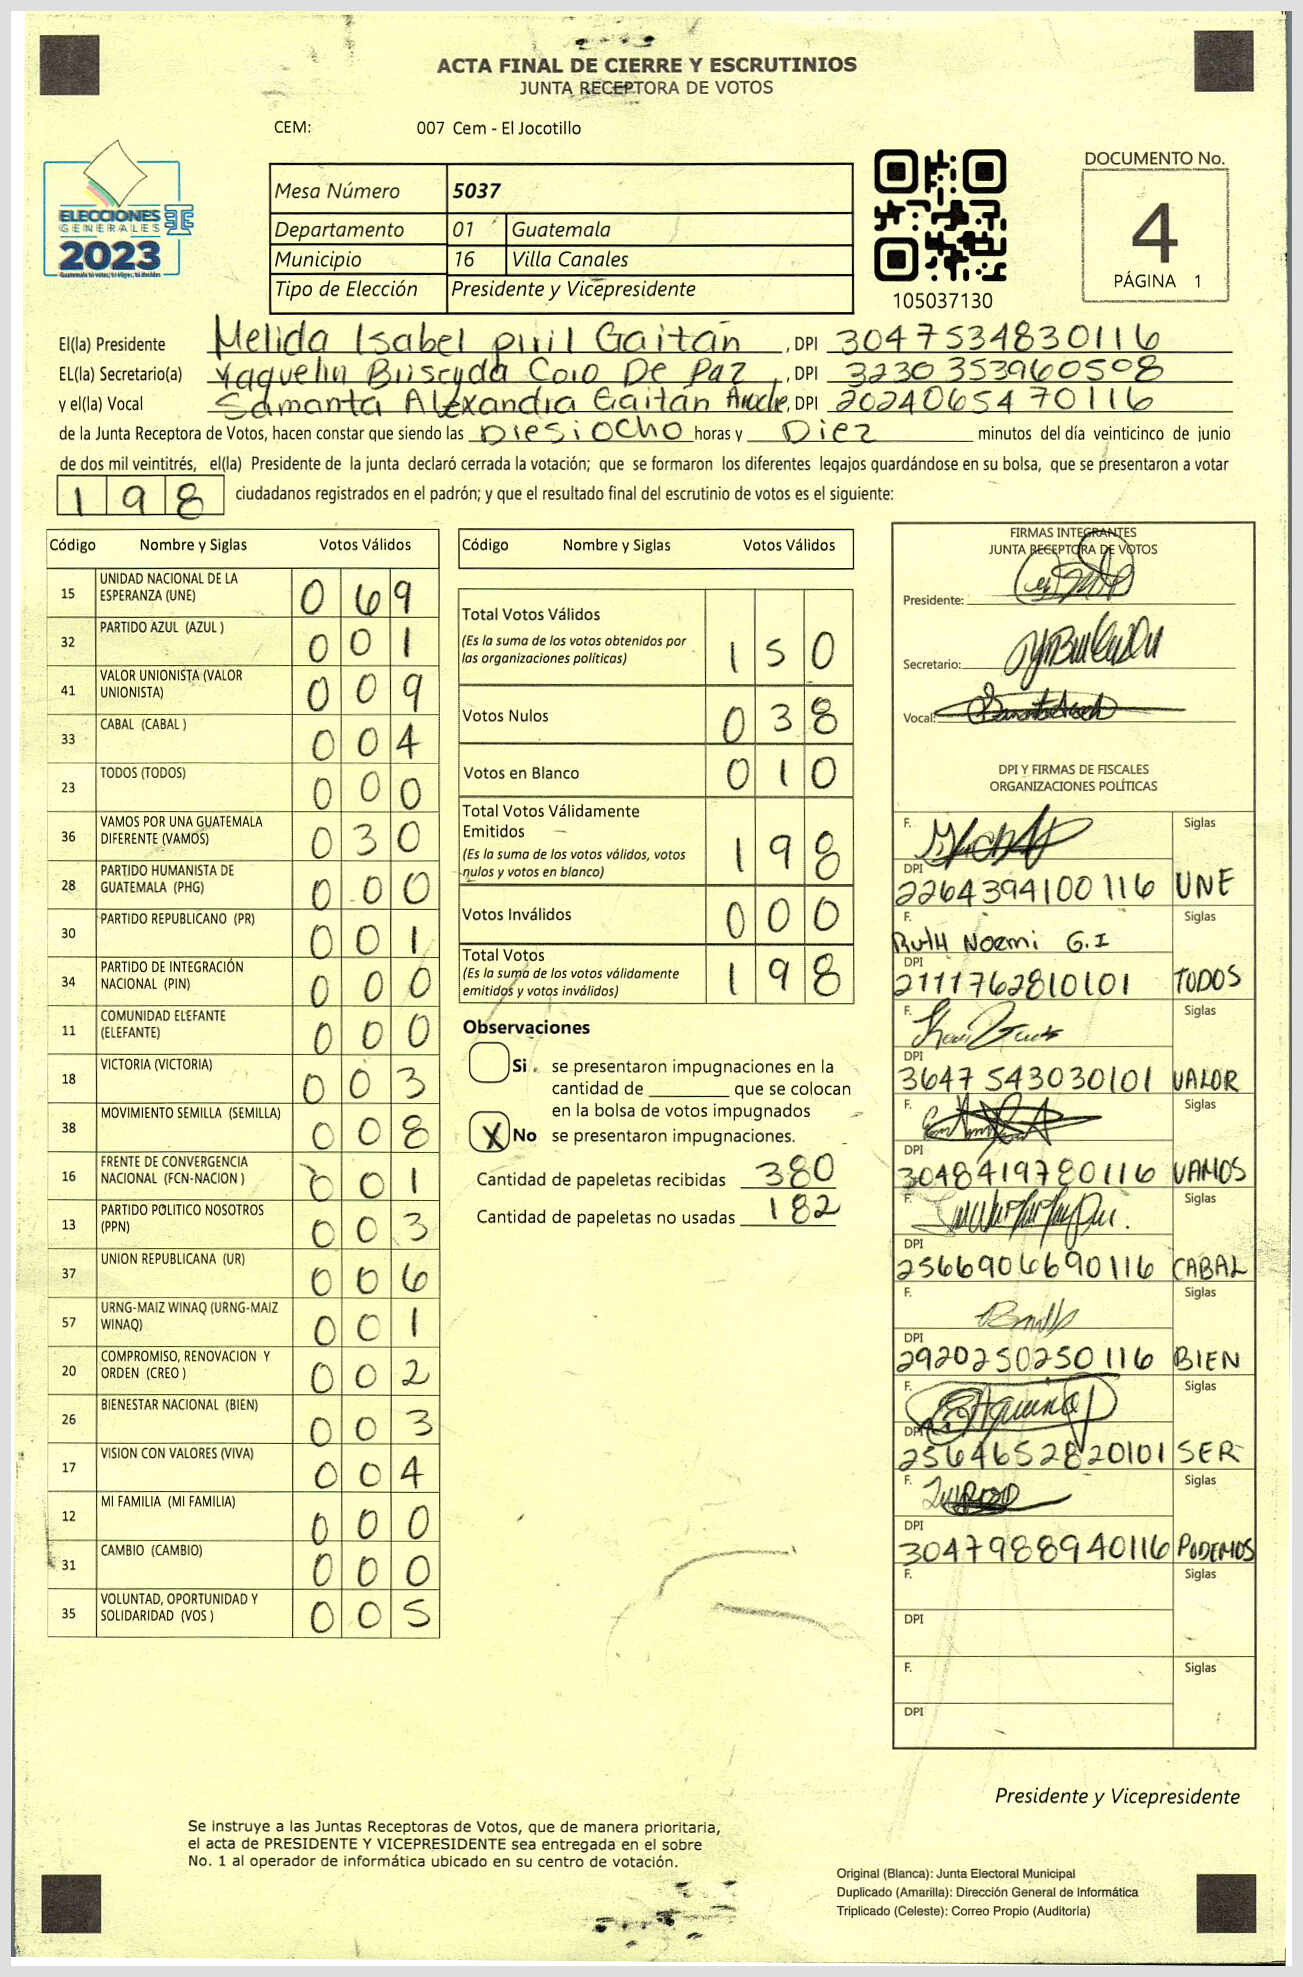 ACTA FINAL DE CIERRE Y ESCRUTINIOS
JUNTA RECEPTORA DE VOTOS
CEM: 007 Cem - El Jocotillo
ELECCIONES
GENERALES
2023
Mesa Número 5037
Departamento 01 Guatemala
Municipio 16 Villa Canales
Tipo de Elección Presidente y Vicepresidente
105037130
DOCUMENTO No.
4
PÁGINA 1
El(la) Presidente Melida Isabel Gaitán, DPI 3047534830116
EL(la) Secretario(a) De Paz, DPI 3230353960508
y el(la) Vocal Samanta Alexandra Gaitán, DPI 2024065470116
de la Junta Receptora de Votos, hacen constar que siendo las Diesiocho horas y Diez minutos del día veinticinco de junio
de dos mil veintitrés, el(la) Presidente de la junta declaró cerrada la votación; que se formaron los diferentes legajos guardándose en su bolsa, que se presentaron a votar
198 ciudadanos registrados en el padrón; y que el resultado final del escrutinio de votos es el siguiente:
Código Nombre y Siglas Votos Válidos
15 UNIDAD NACIONAL DE LA ESPERANZA (UNE) 069
32 PARTIDO AZUL (AZUL ) 001
41 VALOR UNIONISTA (VALOR UNIONISTA) 009
33 CABAL (CABAL ) 004
23 TODOS (TODOS) 000
36 VAMOS POR UNA GUATEMALA DIFERENTE (VAMOS) 030
28 PARTIDO HUMANISTA DE GUATEMALA (PHG) 000
30 PARTIDO REPUBLICANO (PR) 001
34 PARTIDO DE INTEGRACIÓN NACIONAL (PIN) 000
11 COMUNIDAD ELEFANTE (ELEFANTE) 000
18 VICTORIA (VICTORIA) 003
38 MOVIMIENTO SEMILLA (SEMILLA) 008
16 FRENTE DE CONVERGENCIA NACIONAL (FCN-NACION ) 001
13 PARTIDO POLITICO NOSOTROS (PPN) 003
37 UNION REPUBLICANA (UR) 006
57 URNG-MAIZ WINAQ (URNG-MAIZ WINAQ) 001
20 COMPROMISO, RENOVACION Y ORDEN (CREO ) 002
26 BIENESTAR NACIONAL (BIEN) 003
17 VISION CON VALORES (VIVA) 004
12 MI FAMILIA (MI FAMILIA) 000
31 CAMBIO (CAMBIO) 000
35 VOLUNTAD, OPORTUNIDAD Y SOLIDARIDAD (VOS ) 005
Código Nombre y Siglas Votos Válidos
Total Votos Válidos 150
(Es la suma de los votos obtenidos por
las organizaciones políticas)
Votos Nulos 038
Votos en Blanco 010
Total Votos Válidamente
Emitidos 198
(Es la suma de los votos válidos, votos
nulos y votos en blanco)
Votos Inválidos 000
Total Votos 198
(Es la suma de los votos válidamente
emitidos y votos inválidos)
Observaciones
Si se presentaron impugnaciones en la
cantidad de ______ que se colocan
en la bolsa de votos impugnados
X No se presentaron impugnaciones.
Cantidad de papeletas recibidas 380
Cantidad de papeletas no usadas 182
FIRMAS INTEGRANTES
JUNTA RECEPTORA DE VOTOS
Presidente:
Secretario:
Vocal:
DPI Y FIRMAS DE FISCALES
ORGANIZACIONES POLÍTICAS
F. Siglas
DPI
2264394100116 UNE
F. Siglas
Ruth Noemi G.I
DPI
2111762810101 TODOS
F. Siglas
DPI
3647543030101 VALOR
F. Siglas
DPI
3048419780116 VAMOS
F. Siglas
DPI
2566906690116 CABAL
F. Siglas
DPI
2920250250116 BIEN
F. Siglas
DPI
2564652820101 SER
F. Siglas
DPI
3047988940116 PODEMOS
F. Siglas
DPI
F. Siglas
DPI
Presidente y Vicepresidente
Se instruye a las Juntas Receptoras de Votos, que de manera prioritaria,
el acta de PRESIDENTE Y VICEPRESIDENTE sea entregada en el sobre
No. 1 al operador de informática ubicado en su centro de votación.
Original (Blanca): Junta Electoral Municipal
Duplicado (Amarilla): Dirección General de Informática
Triplicado (Celeste): Correo Propio (Auditoría)